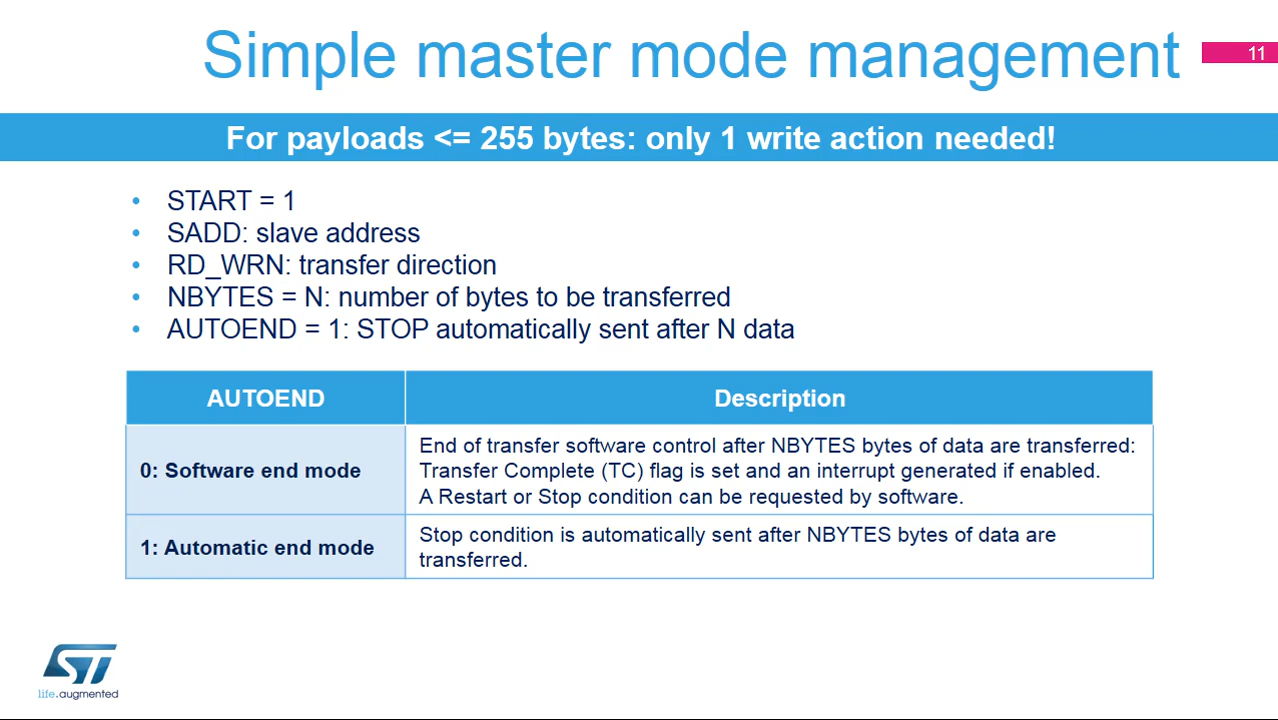 Simple master mode management
11
For payloads <= 255 bytes: only 1 write action needed!
• START = 1
• SADD: slave address
• RD_WRN: transfer direction
• NBYTES = N: number of bytes to be transferred
• AUTOEND = 1: STOP automatically sent after N data
AUTOEND
Description
0: Software end mode
End of transfer software control after NBYTES bytes of data are transferred:
Transfer Complete (TC) flag is set and an interrupt generated if enabled.
A Restart or Stop condition can be requested by software.
1: Automatic end mode
Stop condition is automatically sent after NBYTES bytes of data are
transferred.
ST
life.augmented